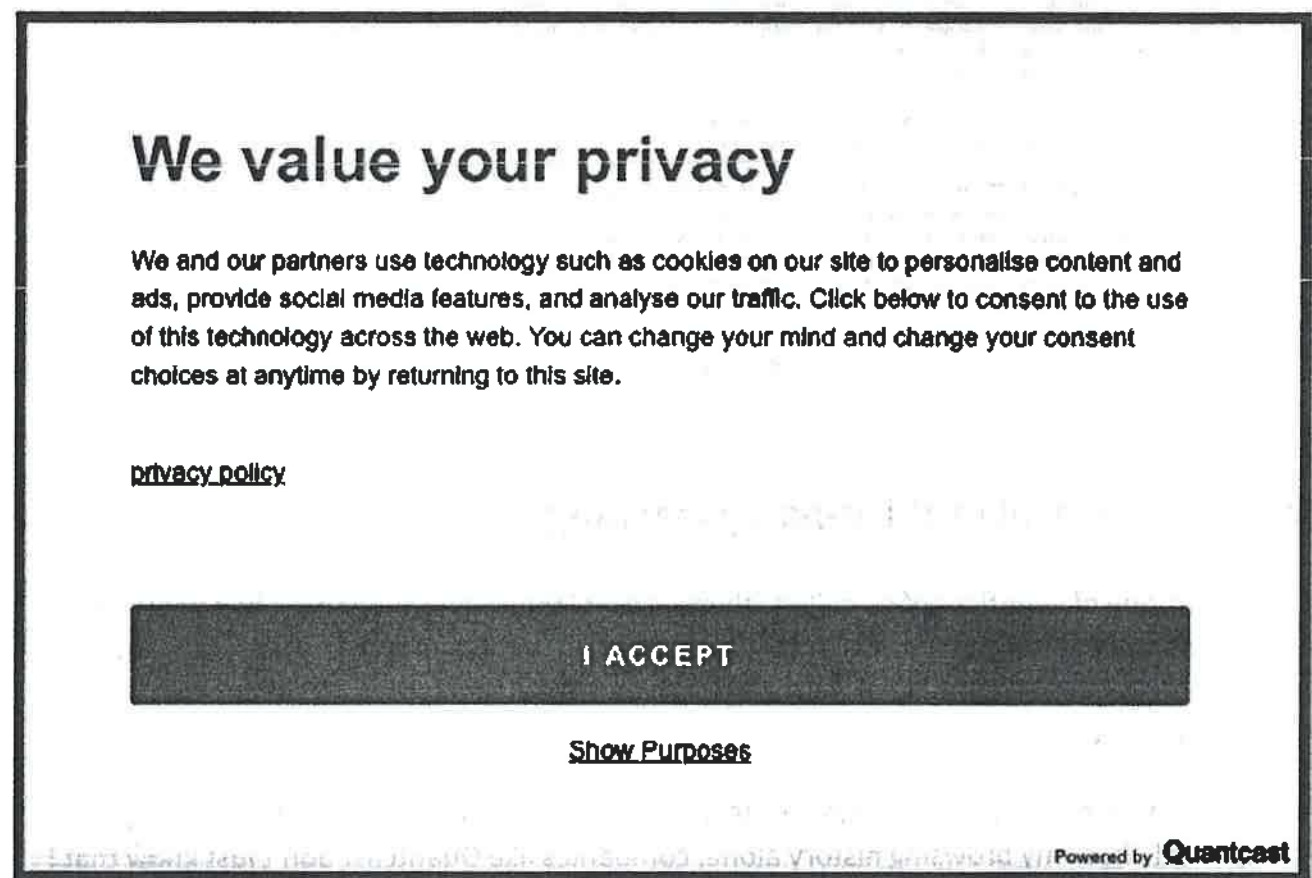 We value your privacy
We and our partners use technology such as cookies on our site to personalise content and
ads, provide social media features, and analyse our traffic. Click below to consent to the use
of this technology across the web. You can change your mind and change your consent
choices at anytime by returning to this site.
privacy policy
I ACCEPT
Show Purposes
Powered by Quantcast